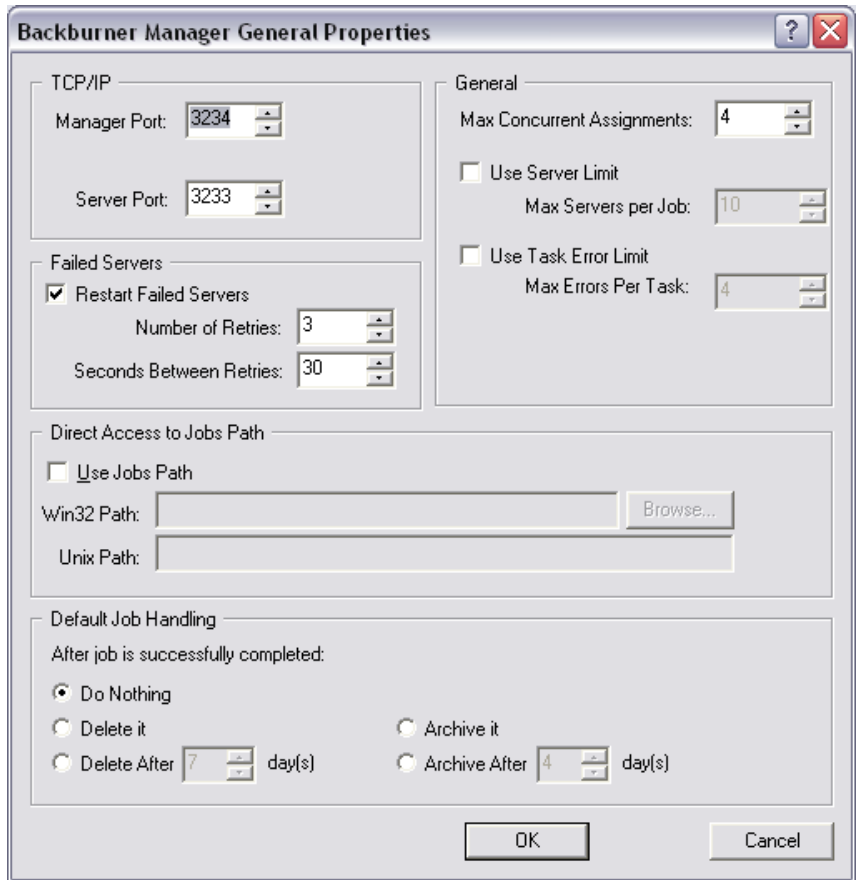 Backburner Manager General Properties
TCP/IP
Manager Port: 3234
Server Port: 3233
General
Max Concurrent Assignments: 4
Use Server Limit
Max Servers per Job: 10
Use Task Error Limit
Max Errors Per Task: 4
Failed Servers
Restart Failed Servers
Number of Retries: 3
Seconds Between Retries: 30
Direct Access to Jobs Path
Use Jobs Path
Win32 Path: Browse...
Unix Path:
Default Job Handling
After job is successfully completed:
Do Nothing
Delete it Archive it
Delete After 7 day(s) Archive After 4 day(s)
OK Cancel